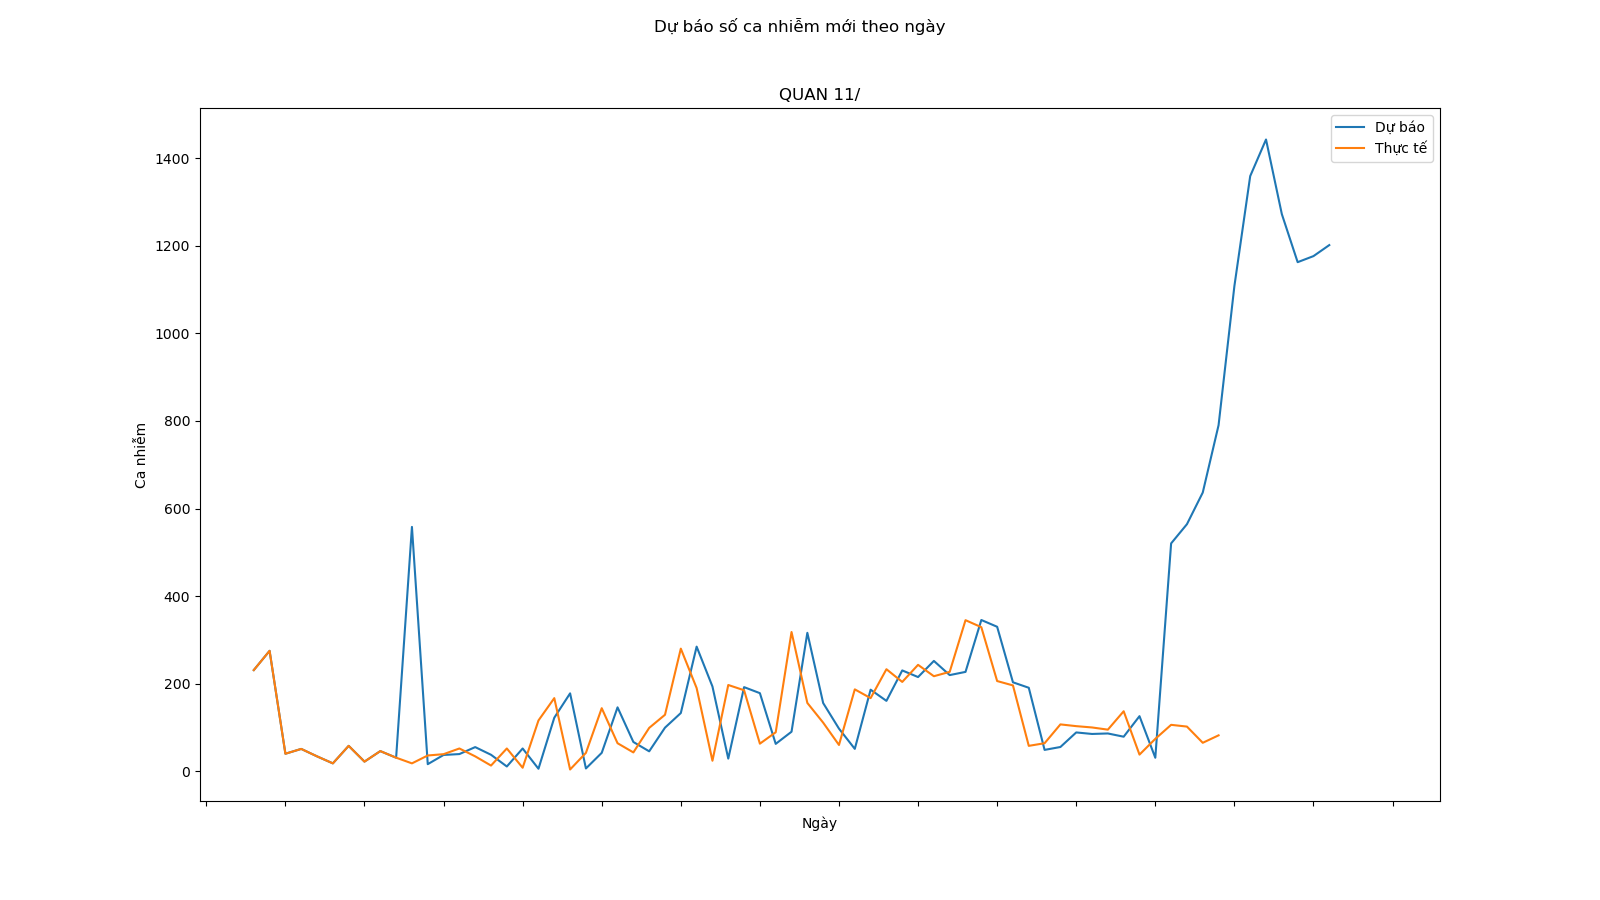 Dự báo số ca nhiễm mới theo ngày
QUAN 11/
Dự báo
Thực tế
1400
1200
1000
800
600
400
200
0
Ca nhiễm
Ngày